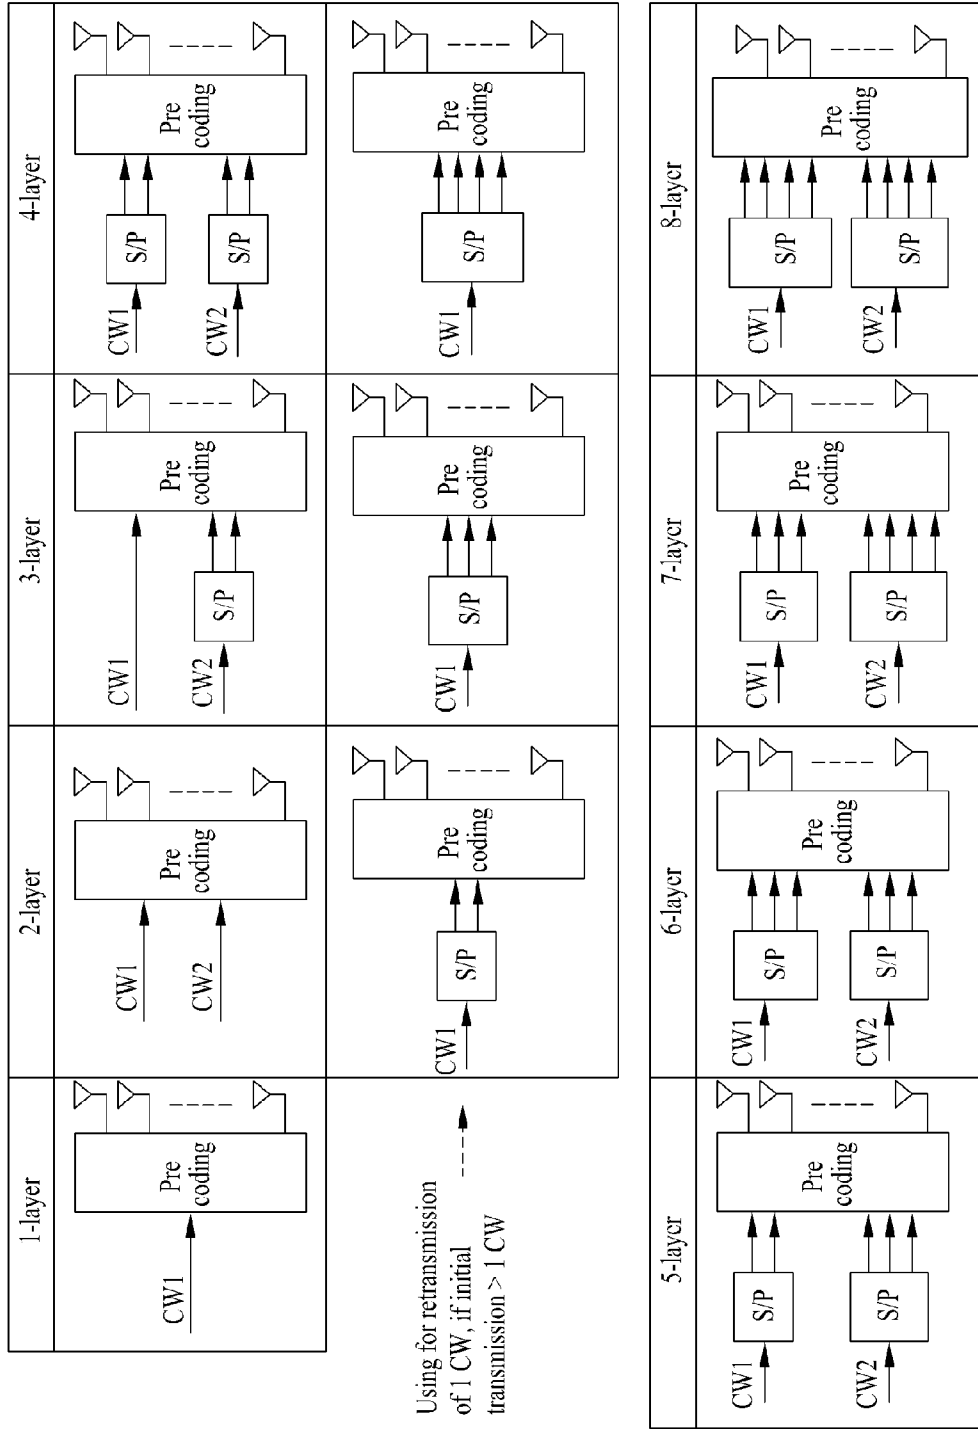 1-layer
2-layer
3-layer
4-layer
CW1
Pre
coding
CW1
CW2
Pre
coding
CW1
CW2
S/P
Pre
coding
CW1
S/P
CW2
S/P
Pre
coding
Using for retransmission
of 1 CW, if initial
transmission > 1 CW
CW1
S/P
Pre
coding
CW1
S/P
Pre
coding
CW1
S/P
Pre
coding
5-layer
6-layer
7-layer
8-layer
CW1
S/P
CW2
S/P
Pre
coding
CW1
S/P
CW2
S/P
Pre
coding
CW1
S/P
CW2
S/P
Pre
coding
CW1
S/P
CW2
S/P
Pre
coding